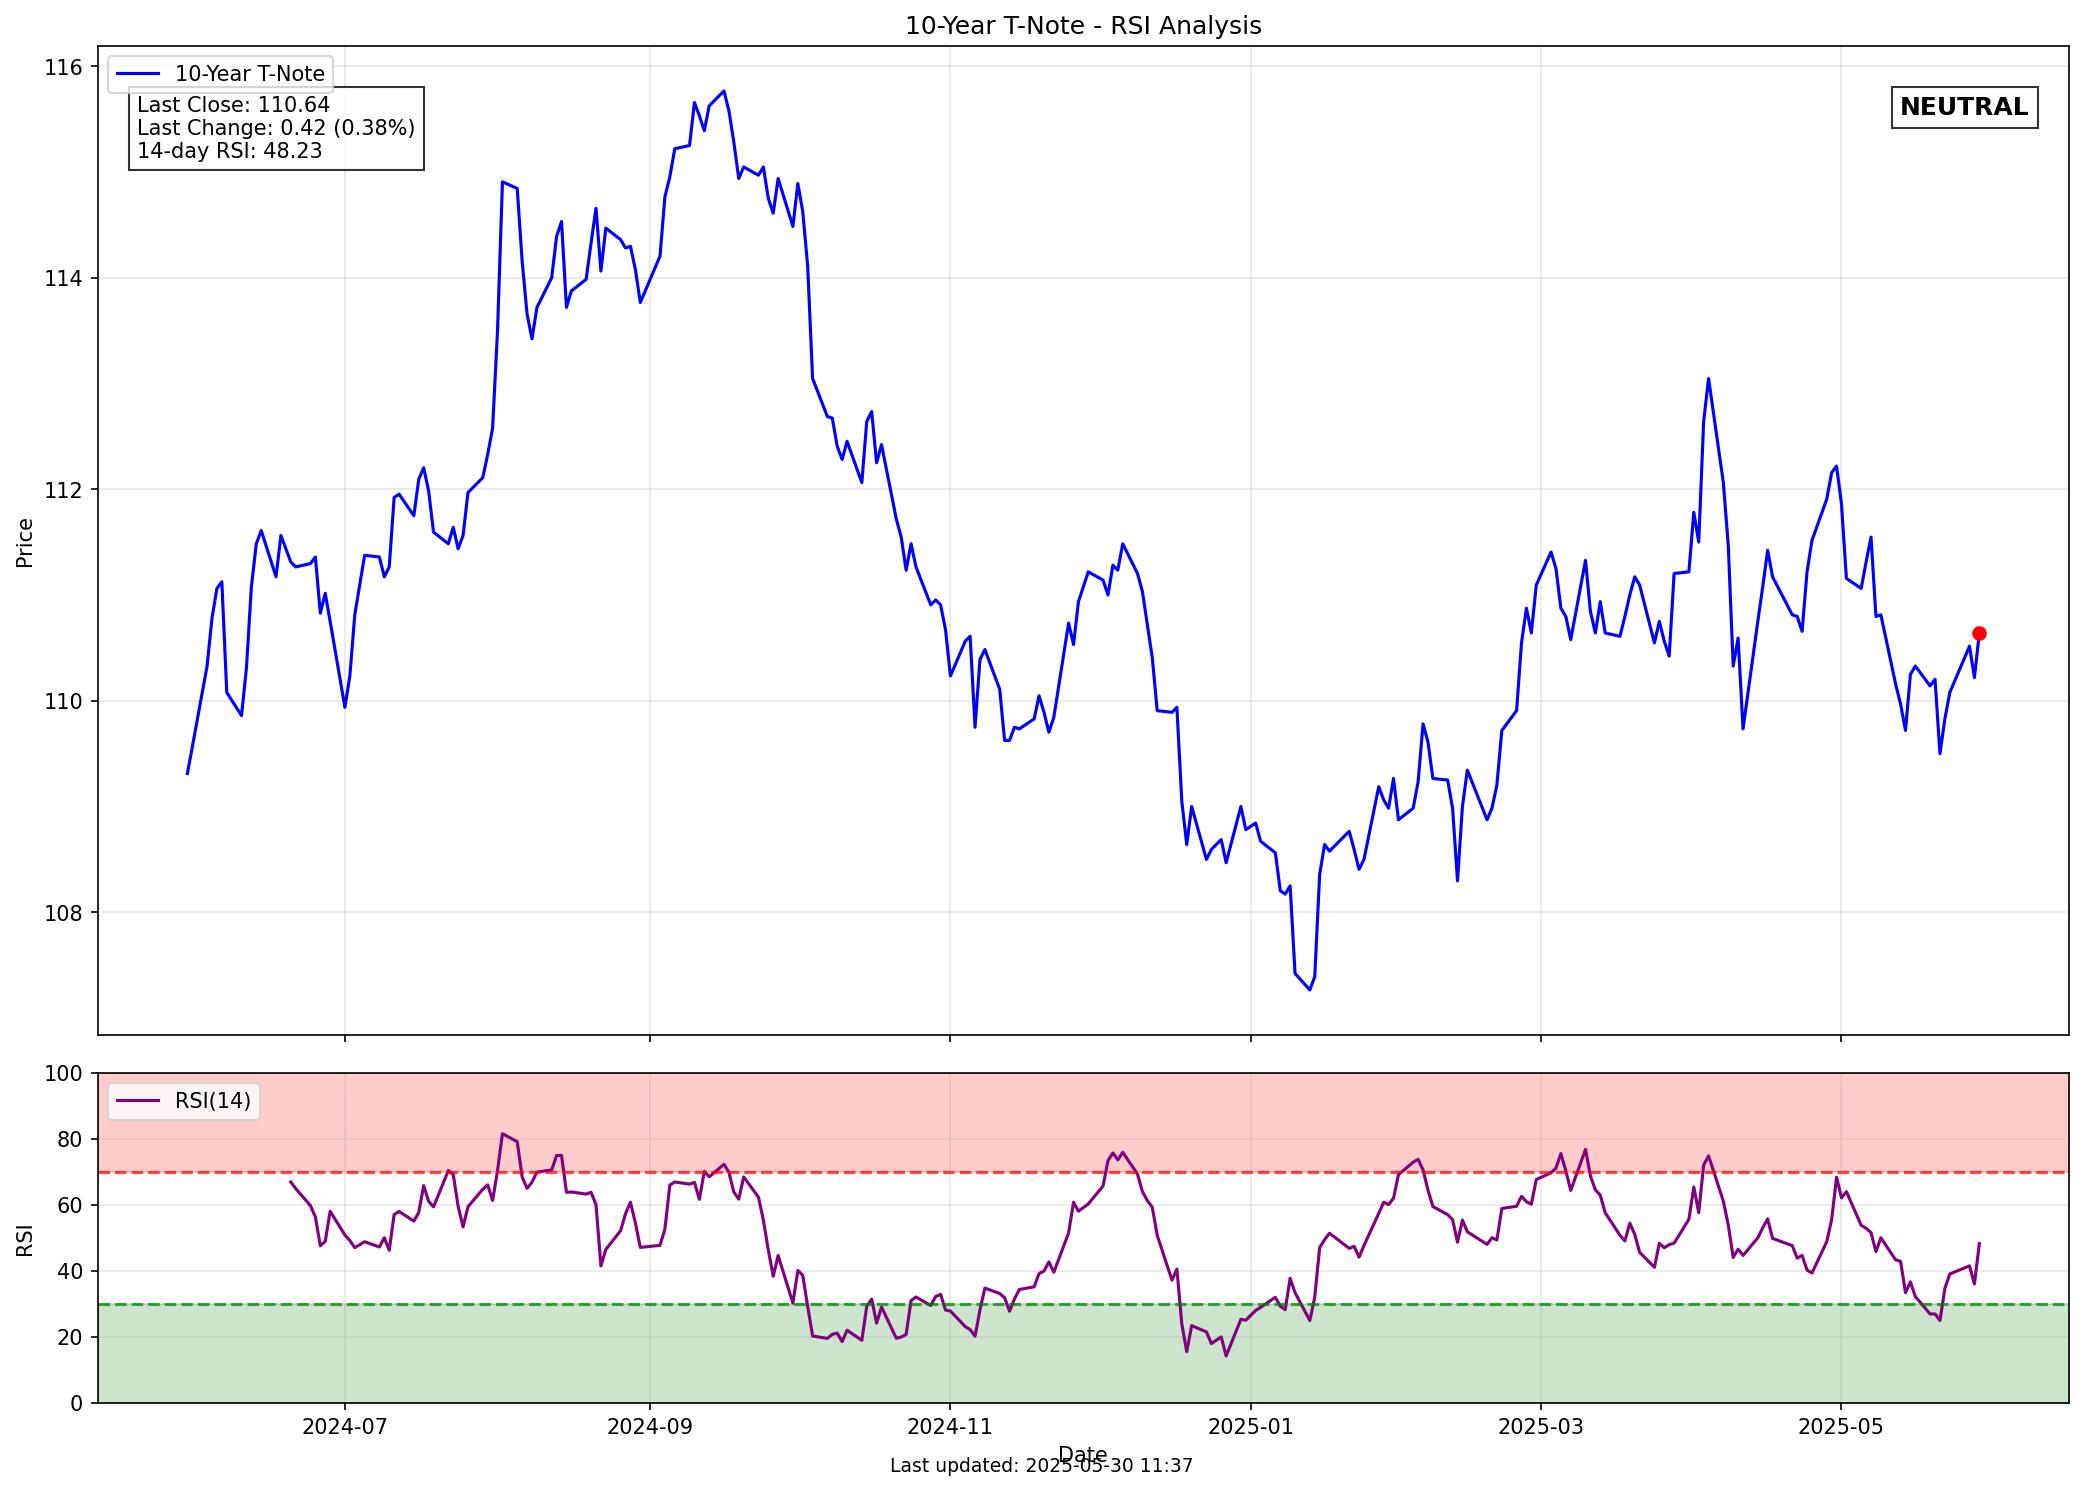 10-Year T-Note - RSI Analysis
116
114
112
110
108
Price
10-Year T-Note
Last Close: 110.64
Last Change: 0.42 (0.38%)
14-day RSI: 48.23
NEUTRAL
100
80
60
40
20
0
RSI
RSI(14)
2024-07
2024-09
2024-11
2025-01
2025-03
2025-05
Date
Last updated: 2025-05-30 11:37